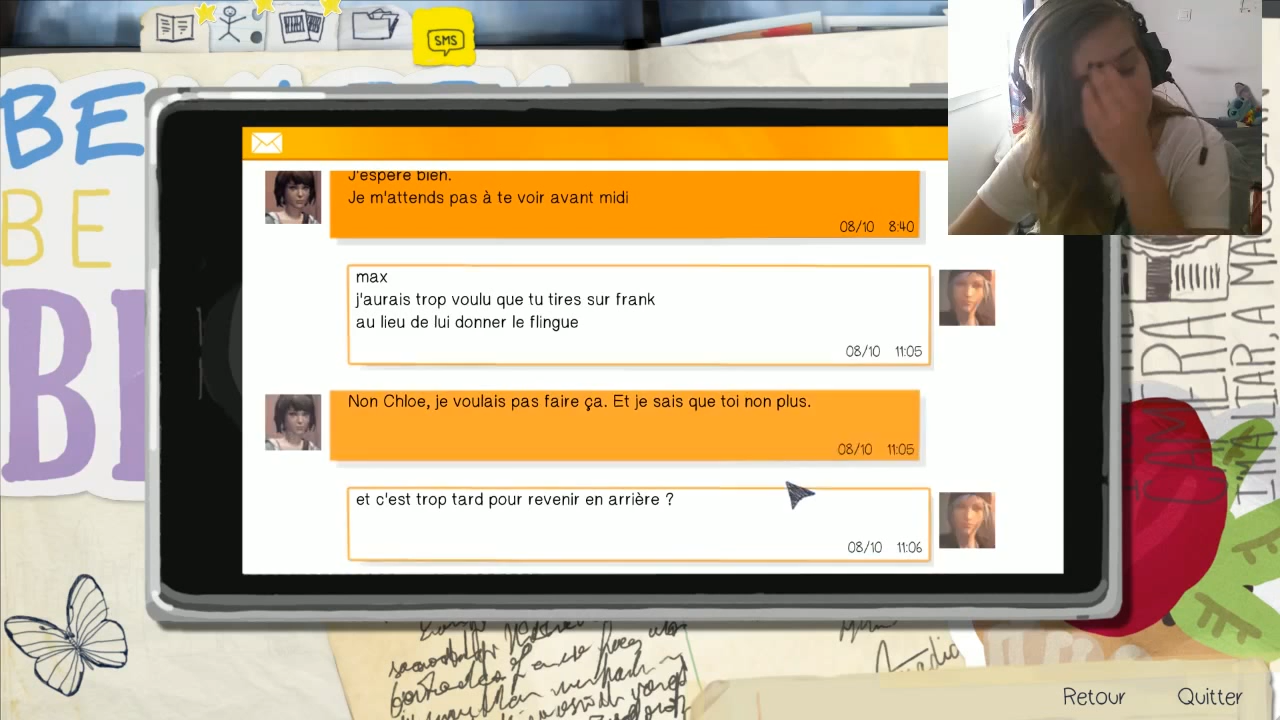 SMS
BE
BE
J'espère bien.
Je m'attends pas à te voir avant midi
08/10 8:40
max
j'aurais trop voulu que tu tires sur frank
au lieu de lui donner le flingue
08/10 11:05
Non Chloe, je voulais pas faire ça. Et je sais que toi non plus.
08/10 11:05
et c'est trop tard pour revenir en arrière ?
08/10 11:06
CAMERA
Retour Quitter